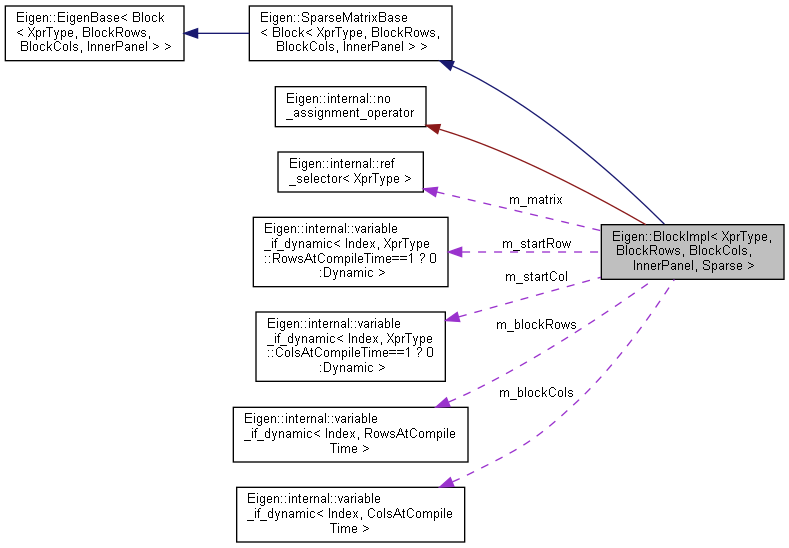 Eigen::EigenBase< Block
< XprType, BlockRows,
BlockCols, InnerPanel > >
Eigen::SparseMatrixBase
< Block< XprType, BlockRows,
BlockCols, InnerPanel > >
Eigen::internal::no
_assignment_operator
Eigen::internal::ref
_selector< XprType >
m_matrix
Eigen::internal::variable
_if_dynamic< Index, XprType
::RowsAtCompileTime==1 ? 0
:Dynamic >
m_startRow
Eigen::BlockImpl< XprType,
BlockRows, BlockCols,
InnerPanel, Sparse >
m_startCol
Eigen::internal::variable
_if_dynamic< Index, XprType
::ColsAtCompileTime==1 ? 0
:Dynamic >
m_blockRows
m_blockCols
Eigen::internal::variable
_if_dynamic< Index, RowsAtCompile
Time >
Eigen::internal::variable
_if_dynamic< Index, ColsAtCompile
Time >